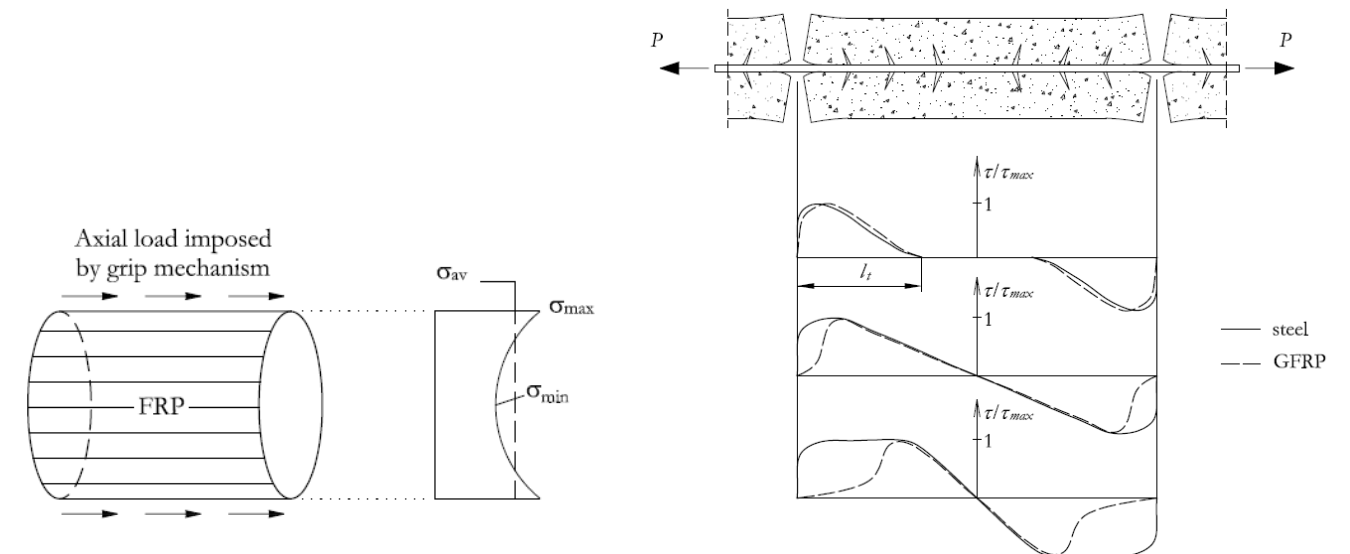 Axial load imposed
by grip mechanism
FRP
σav
σmax
σmin
P
P
τ/τmax
1
lt
τ/τmax
1
τ/τmax
1
steel
GFRP